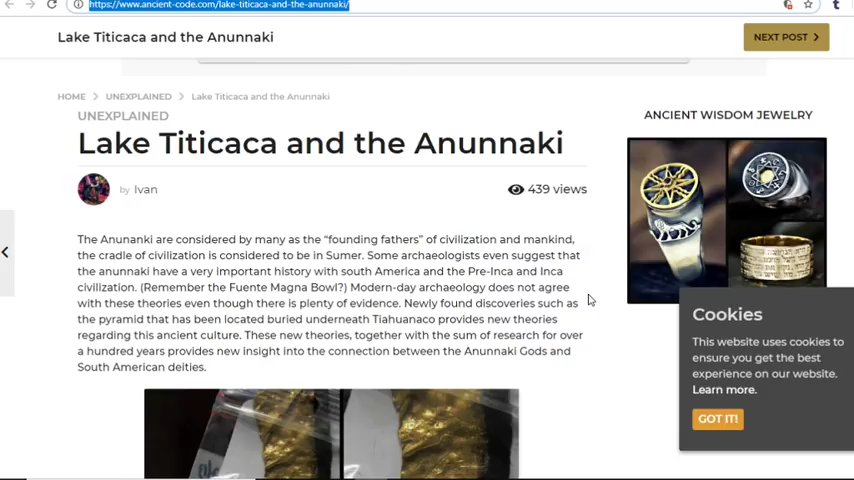 https://www.ancient-code.com/lake-titicaca-and-the-anunnaki/
t
Lake Titicaca and the Anunnaki
NEXT POST
HOME > UNEXPLAINED > Lake Titicaca and the Anunnaki
UNEXPLAINED
Lake Titicaca and the Anunnaki
by Ivan
439 views
The Anunanki are considered by many as the “founding fathers” of civilization and mankind,
the cradle of civilization is considered to be in Sumer. Some archaeologists even suggest that
the anunnaki have a very important history with south America and the Pre-Inca and Inca
civilization. (Remember the Fuente Magna Bowl?) Modern-day archaeology does not agree
with these theories even though there is plenty of evidence. Newly found discoveries such as
the pyramid that has been located buried underneath Tiahuanaco provides new theories
regarding this ancient culture. These new theories, together with the sum of research for over
a hundred years provides new insight into the connection between the Anunnaki Gods and
South American deities.
ANCIENT WISDOM JEWELRY
Cookies
This website uses cookies to
ensure you get the best
experience on our website.
Learn more.
GOT IT!